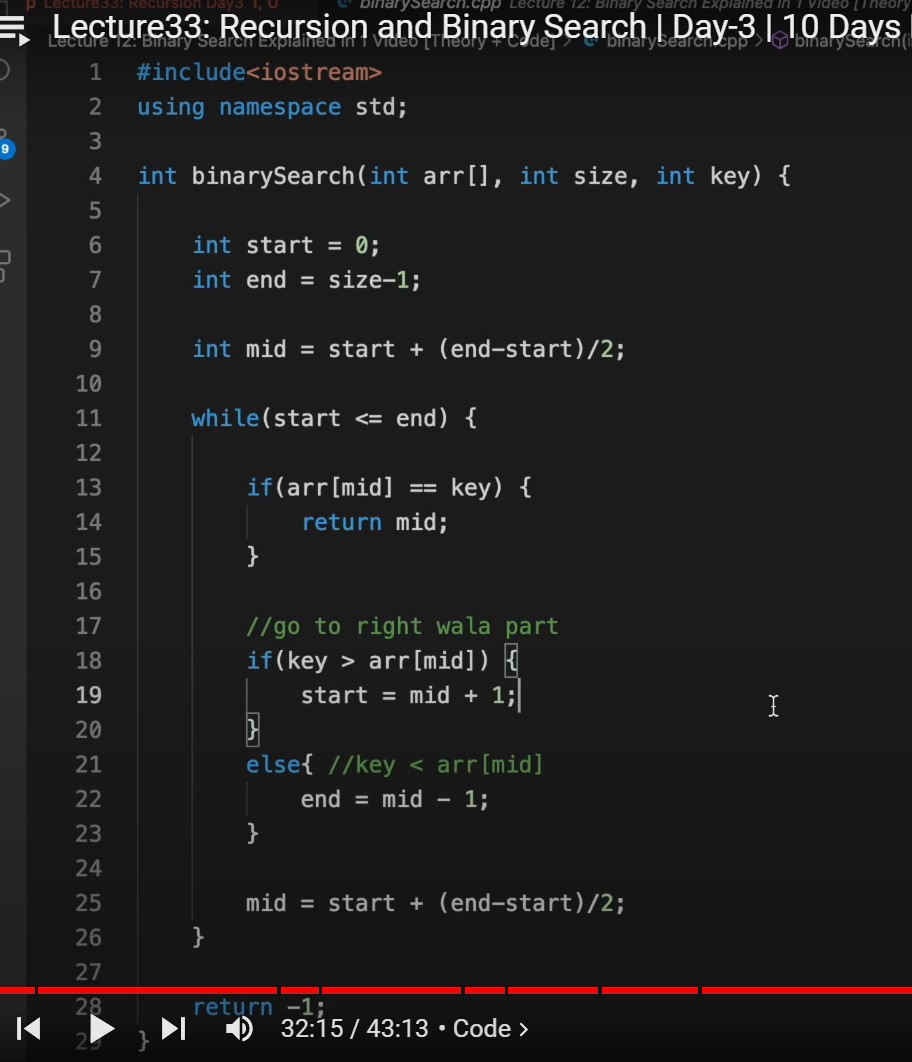 Lecture33: Recursion Day3 1, U
binarySearch.cpp Lecture 12: Binary Search Explained in 1 Video [Theory
Lecture33: Recursion and Binary Search | Day-3 | 10 Days
Lecture 12: Binary Search Explained in 1 Video [Theory + Code] > binarySearch.cpp > binarySearch(i
9
1 #include<iostream>
2 using namespace std;
3
4 int binarySearch(int arr[], int size, int key) {
5
6 int start = 0;
7 int end = size-1;
8
9 int mid = start + (end-start)/2;
10
11 while(start <= end) {
12
13 if(arr[mid] == key) {
14 return mid;
15 }
16
17 //go to right wala part
18 if(key > arr[mid]) {
19 start = mid + 1;
20 }
21 else{ //key < arr[mid]
22 end = mid - 1;
23 }
24
25 mid = start + (end-start)/2;
26 }
27
28 return -1;
29 }
32:15 / 43:13 • Code >